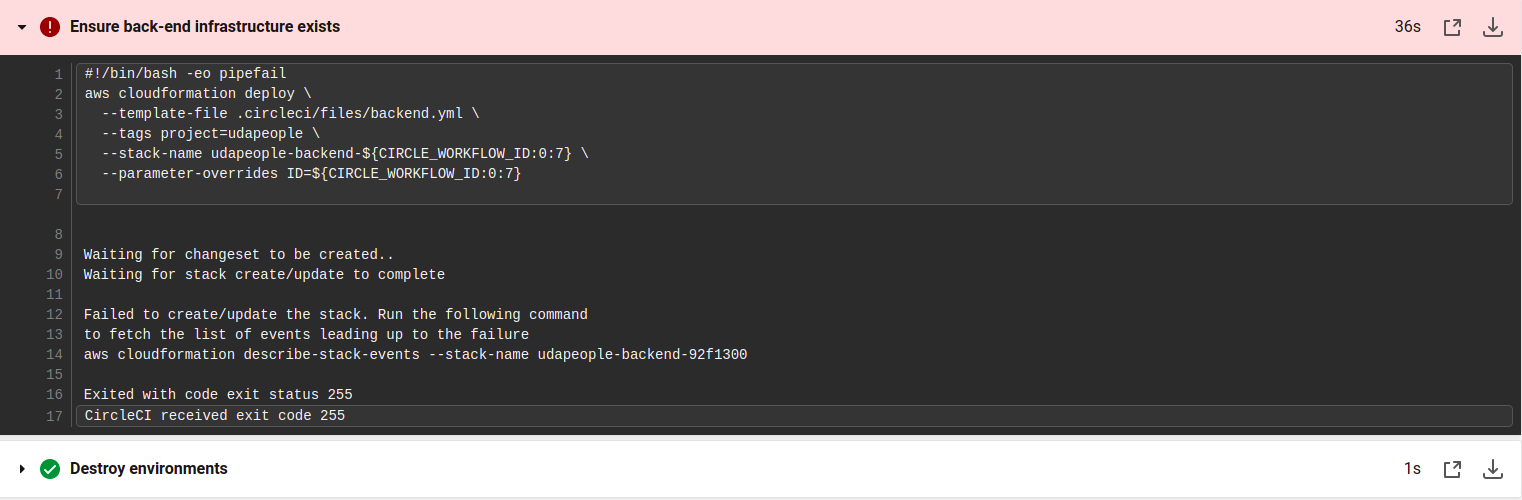 Ensure back-end infrastructure exists 36s
1 #!/bin/bash -eo pipefail
2 aws cloudformation deploy \
3   --template-file .circleci/files/backend.yml \
4   --tags project=udapeople \
5   --stack-name udapeople-backend-${CIRCLE_WORKFLOW_ID:0:7} \
6   --parameter-overrides ID=${CIRCLE_WORKFLOW_ID:0:7}
7
8
9 Waiting for changeset to be created..
10 Waiting for stack create/update to complete
11
12 Failed to create/update the stack. Run the following command
13 to fetch the list of events leading up to the failure
14 aws cloudformation describe-stack-events --stack-name udapeople-backend-92f1300
15
16 Exited with code exit status 255
17 CircleCI received exit code 255
Destroy environments 1s